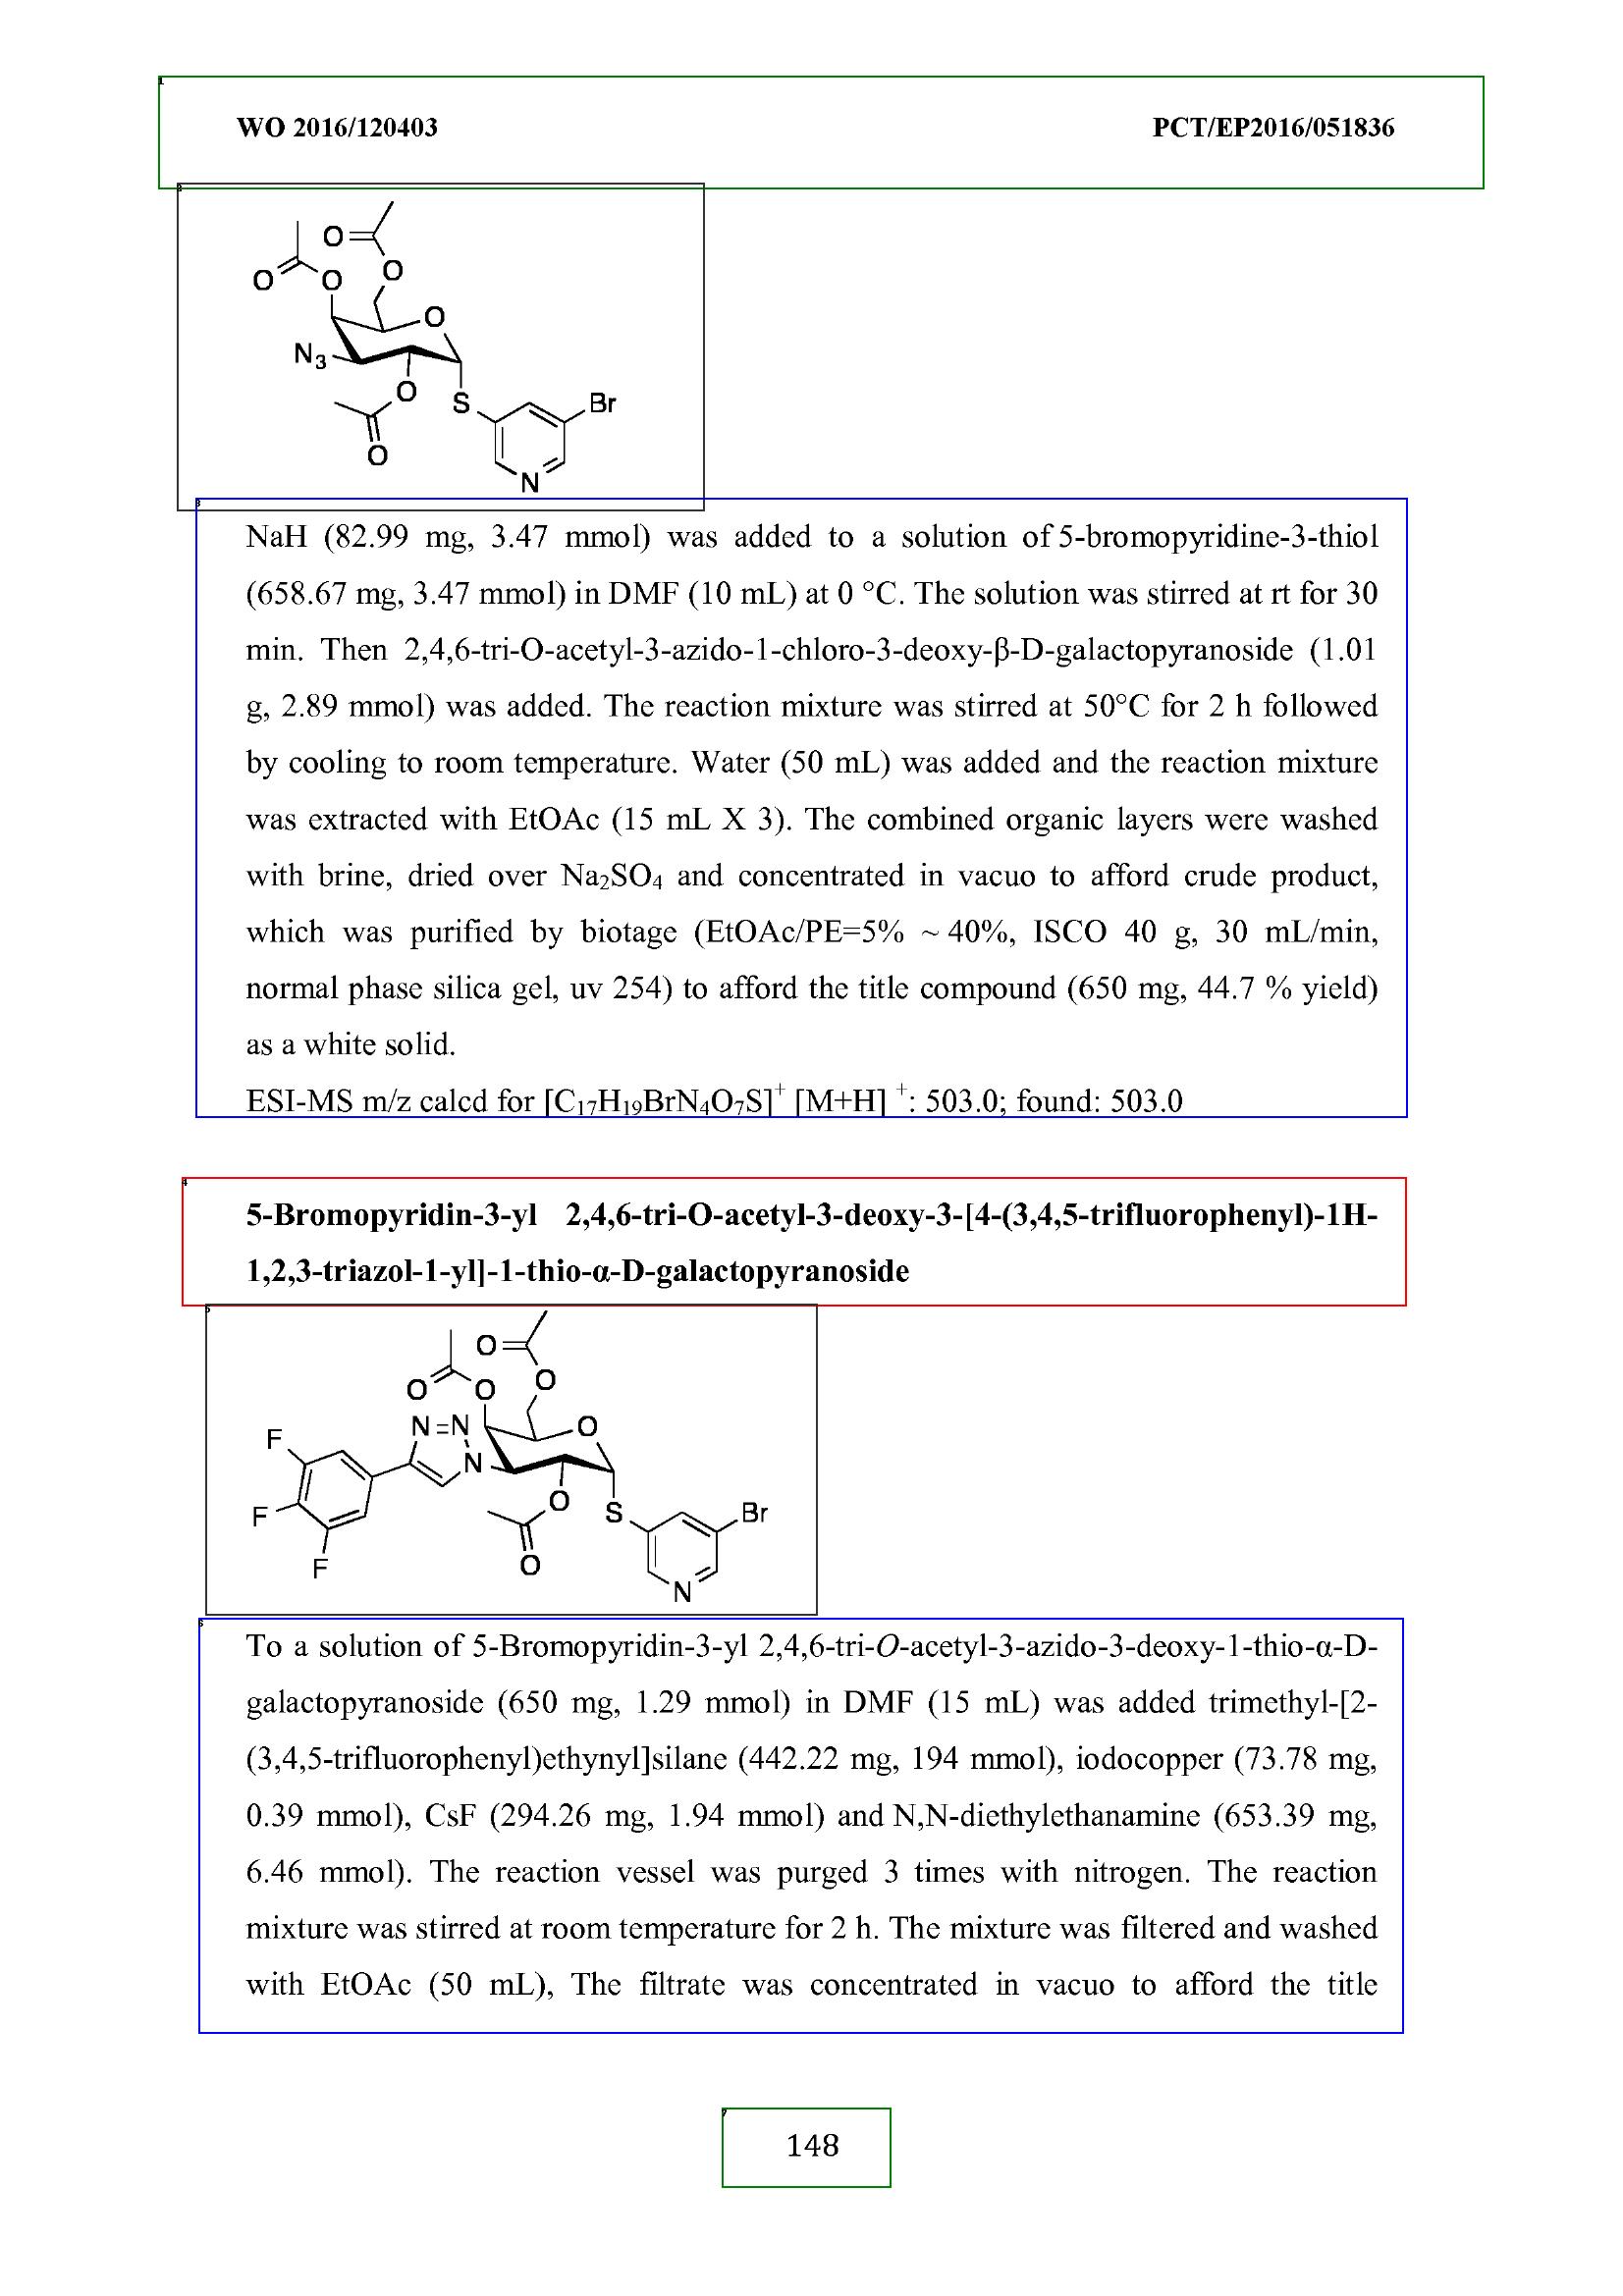 WO 2016/120403 PCT/EP2016/051836
O O
O O O
O
N3
O S Br
O N
NaH (82.99 mg, 3.47 mmol) was added to a solution of 5-bromopyridine-3-thiol
(658.67 mg, 3.47 mmol) in DMF (10 mL) at 0 °C. The solution was stirred at rt for 30
min. Then 2,4,6-tri-O-acetyl-3-azido-1-chloro-3-deoxy-β-D-galactopyranoside (1.01
g, 2.89 mmol) was added. The reaction mixture was stirred at 50°C for 2 h followed
by cooling to room temperature. Water (50 mL) was added and the reaction mixture
was extracted with EtOAc (15 mL X 3). The combined organic layers were washed
with brine, dried over Na₂SO₄ and concentrated in vacuo to afford crude product,
which was purified by biotage (EtOAc/PE=5% ~ 40%, ISCO 40 g, 30 mL/min,
normal phase silica gel, uv 254) to afford the title compound (650 mg, 44.7 % yield)
as a white solid.
ESI-MS m/z calcd for [C₁₇H₁₉BrN₄O₇S]⁺ [M+H] ⁺: 503.0; found: 503.0
5-Bromopyridin-3-yl 2,4,6-tri-O-acetyl-3-deoxy-3-[4-(3,4,5-trifluorophenyl)-1H-
1,2,3-triazol-1-yl]-1-thio-α-D-galactopyranoside
O
O O O
F N=N O
N
F O S Br
F O N
To a solution of 5-Bromopyridin-3-yl 2,4,6-tri-O-acetyl-3-azido-3-deoxy-1-thio-α-D-
galactopyranoside (650 mg, 1.29 mmol) in DMF (15 mL) was added trimethyl-[2-
(3,4,5-trifluorophenyl)ethynyl]silane (442.22 mg, 194 mmol), iodocopper (73.78 mg,
0.39 mmol), CsF (294.26 mg, 1.94 mmol) and N,N-diethylethanamine (653.39 mg,
6.46 mmol). The reaction vessel was purged 3 times with nitrogen. The reaction
mixture was stirred at room temperature for 2 h. The mixture was filtered and washed
with EtOAc (50 mL), The filtrate was concentrated in vacuo to afford the title
148